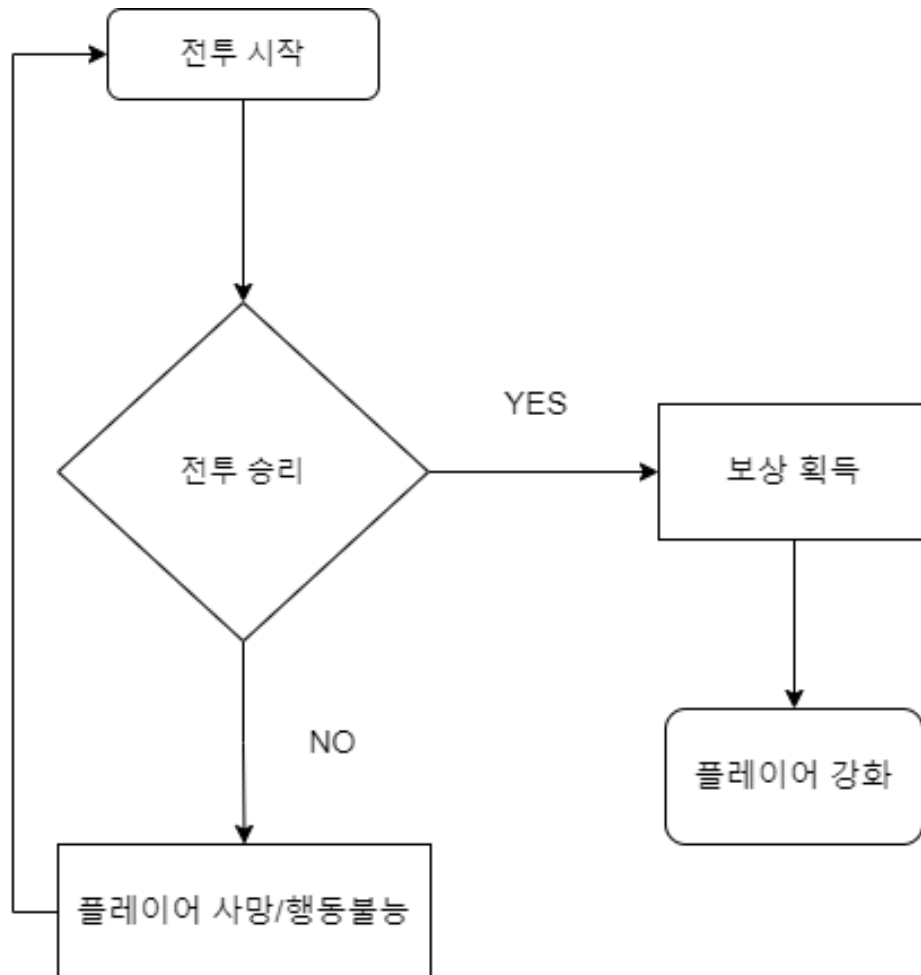 전투 시작
YES
전투 승리
보상 획득
NO
플레이어 강화
플레이어 사망/행동불능